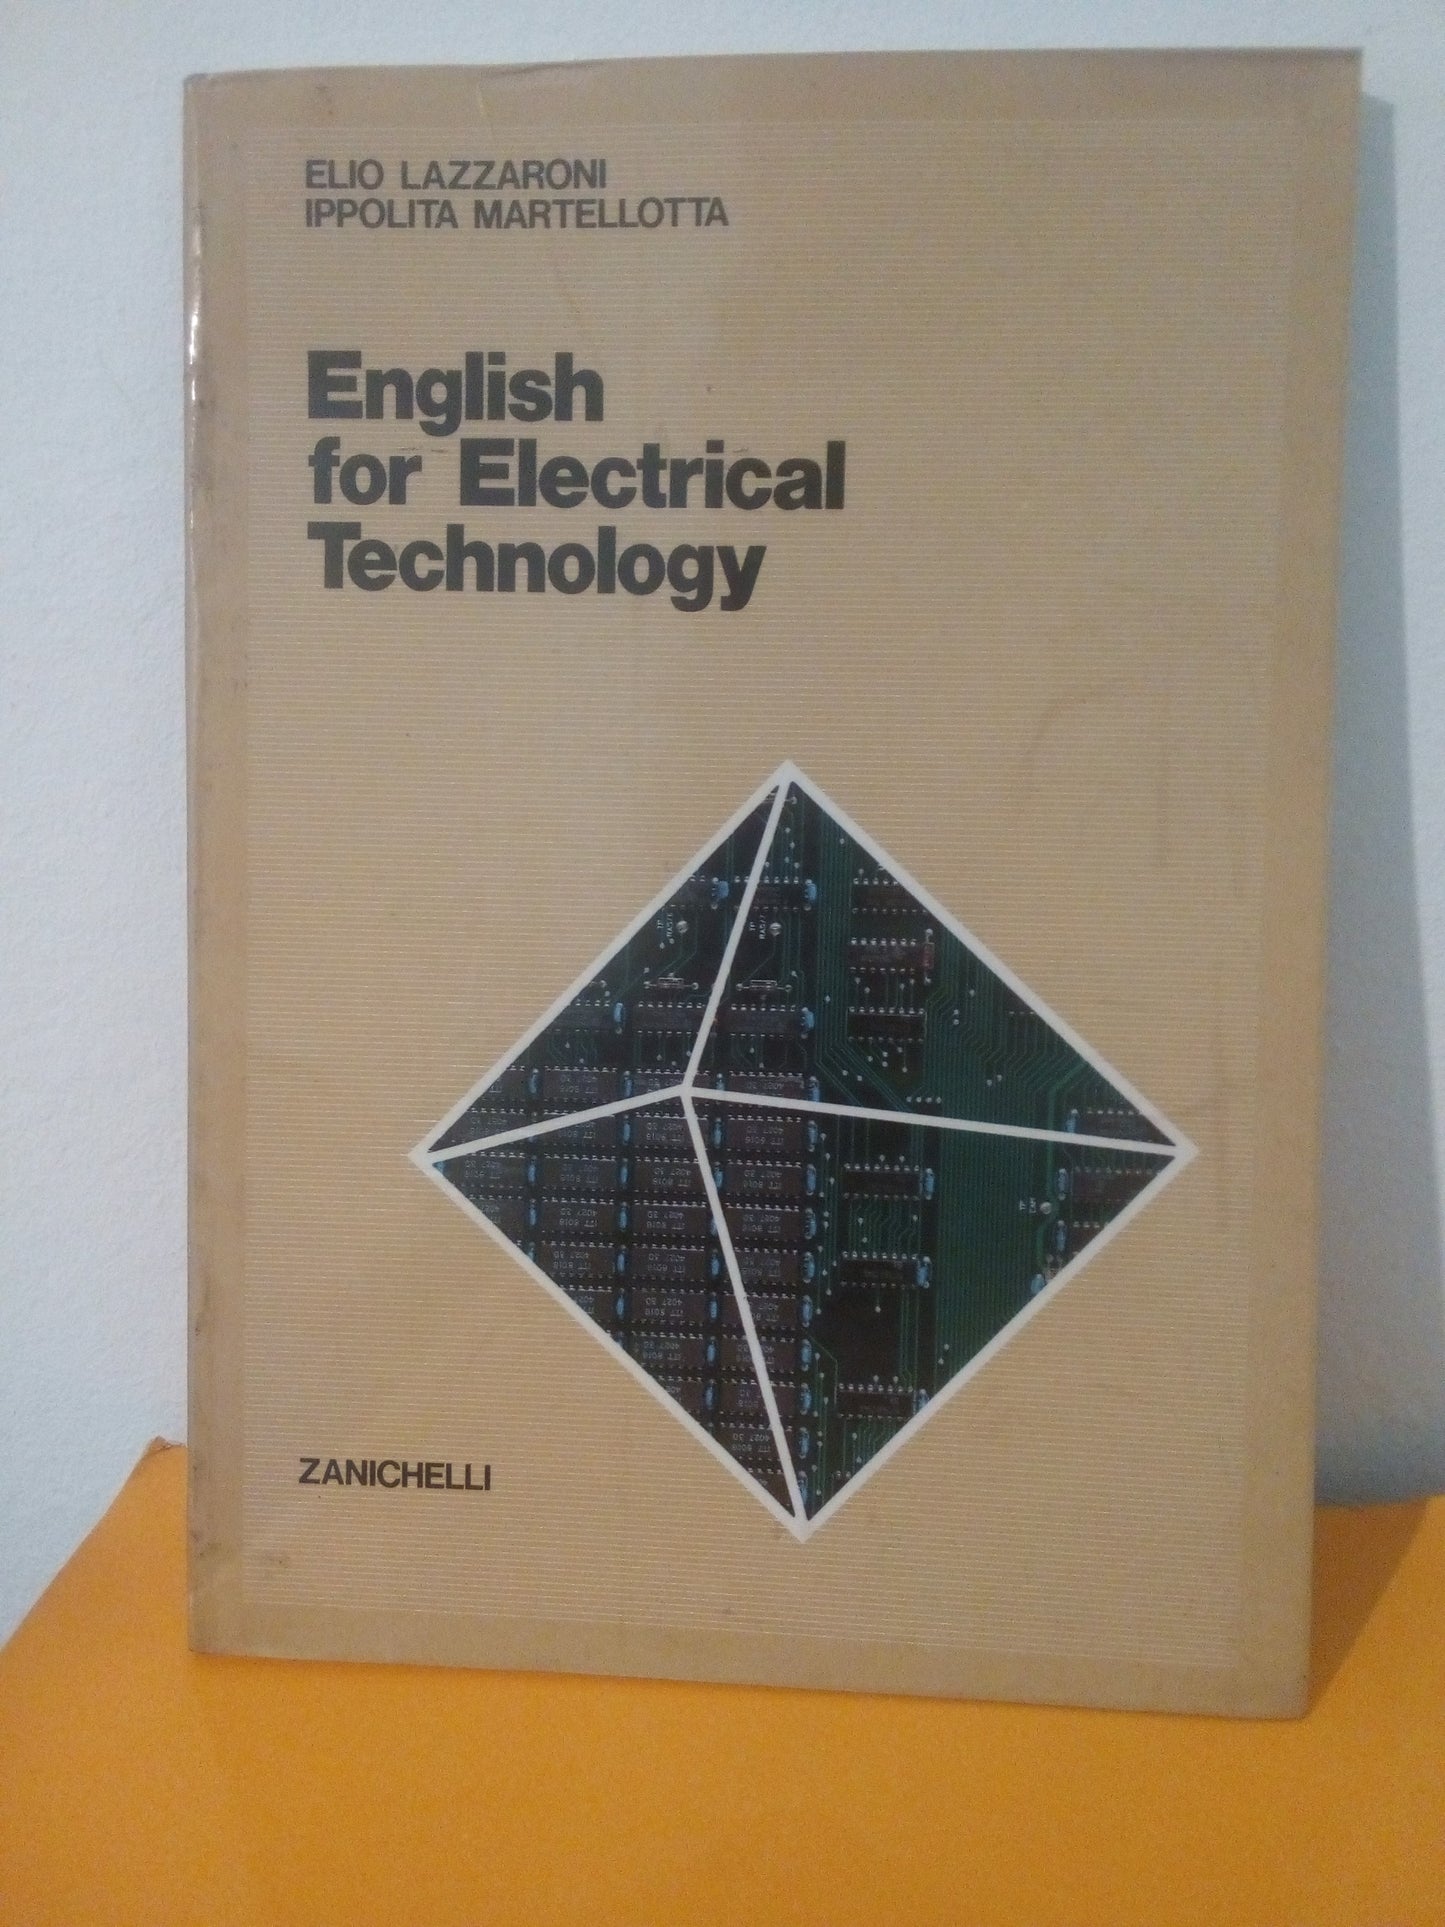 ELIO LAZZARONI
IPPOLITA MARTELLOTTA
English
for Electrical
Technology
ZANICHELLI